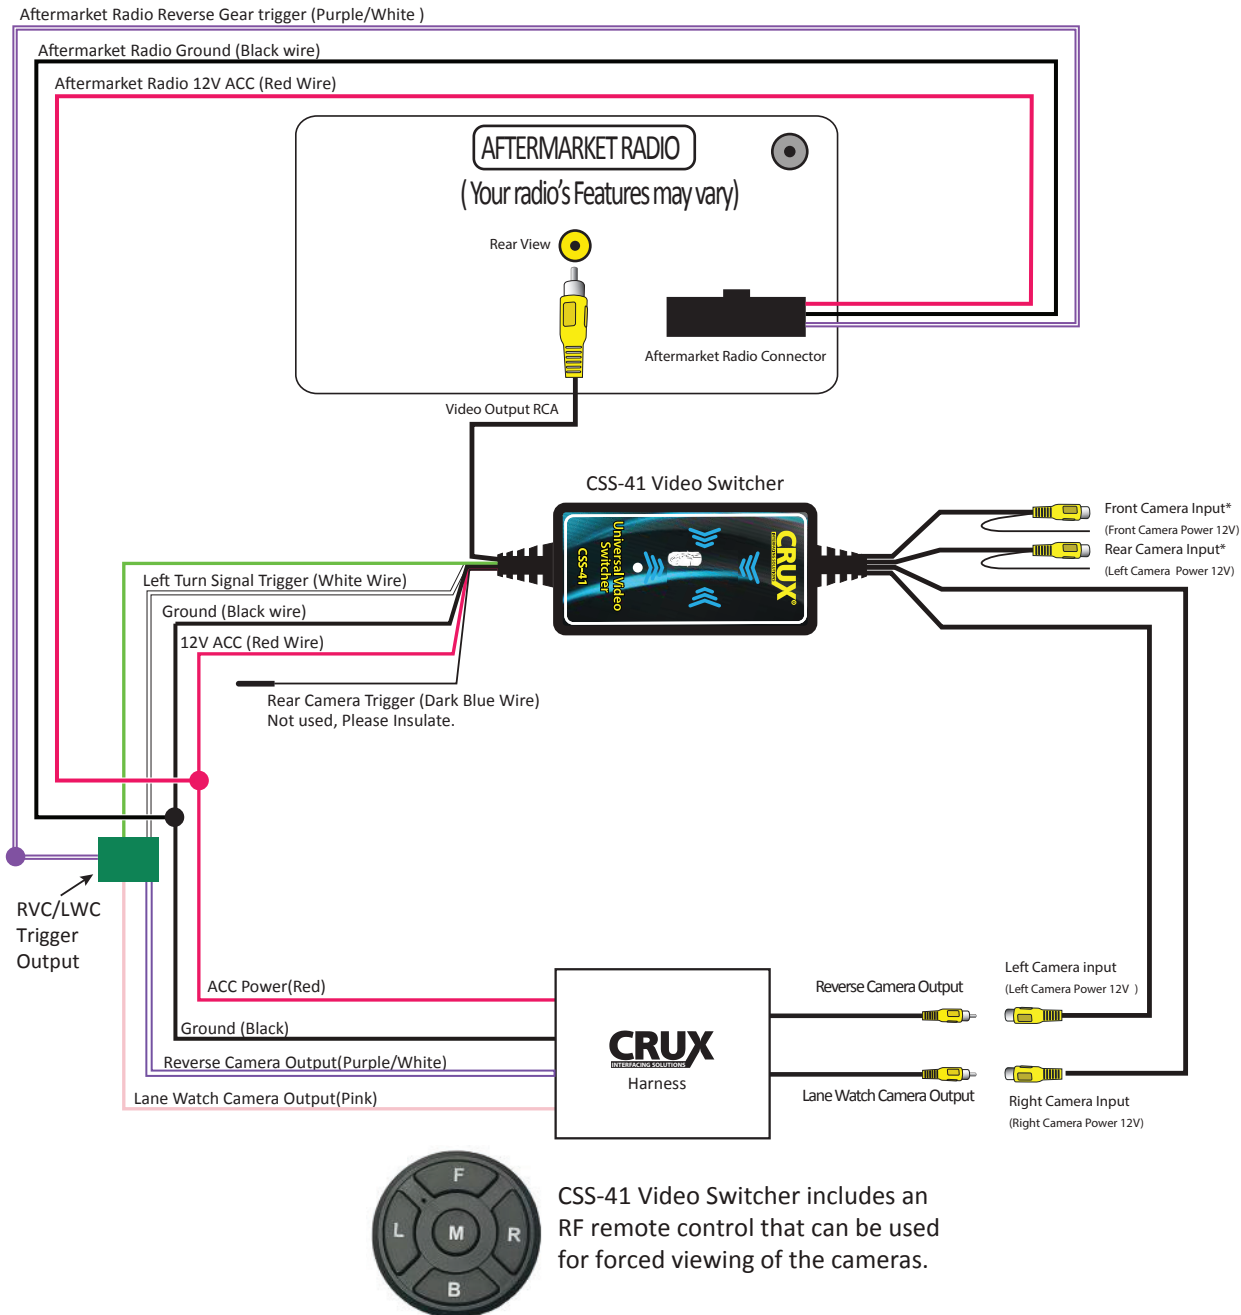 Aftermarket Radio Reverse Gear trigger (Purple/White )
Aftermarket Radio Ground (Black wire)
Aftermarket Radio 12V ACC (Red Wire)
AFTERMARKET RADIO
( Your radio's Features may vary)
Rear View
Aftermarket Radio Connector
Video Output RCA
CSS-41 Video Switcher
CRUX®
INTERFACING SOLUTIONS
Universal Video
Switcher
CSS-41
Front Camera Input*
(Front Camera Power 12V)
Rear Camera Input*
(Left Camera Power 12V)
Left Turn Signal Trigger (White Wire)
Ground (Black wire)
12V ACC (Red Wire)
Rear Camera Trigger (Dark Blue Wire)
Not used, Please Insulate.
RVC/LWC
Trigger
Output
ACC Power(Red)
Ground (Black)
Reverse Camera Output(Purple/White)
Lane Watch Camera Output(Pink)
CRUX
INTERFACING SOLUTIONS
Harness
Reverse Camera Output
Left Camera input
(Left Camera Power 12V )
Lane Watch Camera Output
Right Camera Input
(Right Camera Power 12V)
F
L
M
R
B
CSS-41 Video Switcher includes an
RF remote control that can be used
for forced viewing of the cameras.